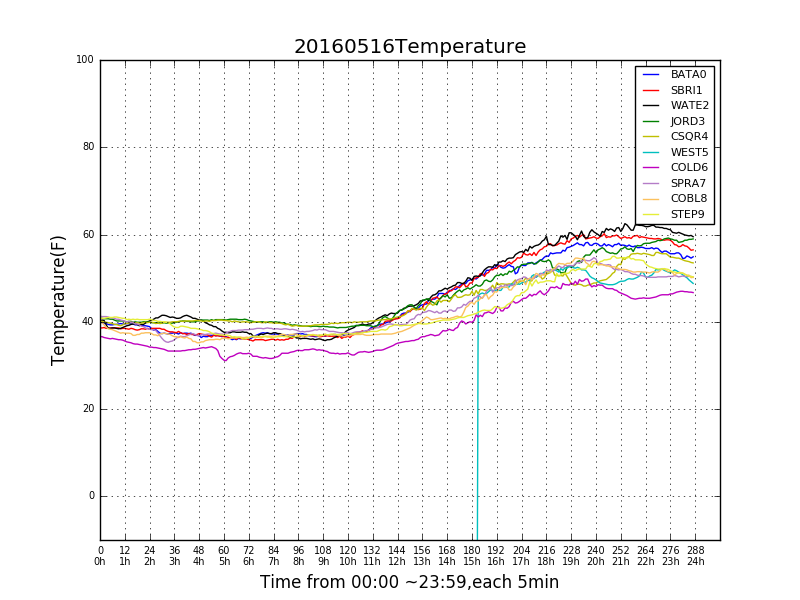 20160516Temperature
100
80
60
40
20
0
Temperature(F)
BATA0
SBRI1
WATE2
JORD3
CSQR4
WEST5
COLD6
SPRA7
COBL8
STEP9
0 12 24 36 48 60 72 84 96 108 120 132 144 156 168 180 192 204 216 228 240 252 264 276 288
0h 1h 2h 3h 4h 5h 6h 7h 8h 9h 10h 11h 12h 13h 14h 15h 16h 17h 18h 19h 20h 21h 22h 23h 24h
Time from 00:00 ~23:59,each 5min